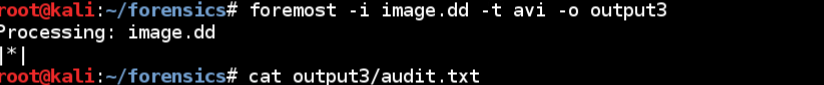 root@kali:~/forensics# foremost -i image.dd -t avi -o output3
Processing: image.dd
|*|
root@kali:~/forensics# cat output3/audit.txt